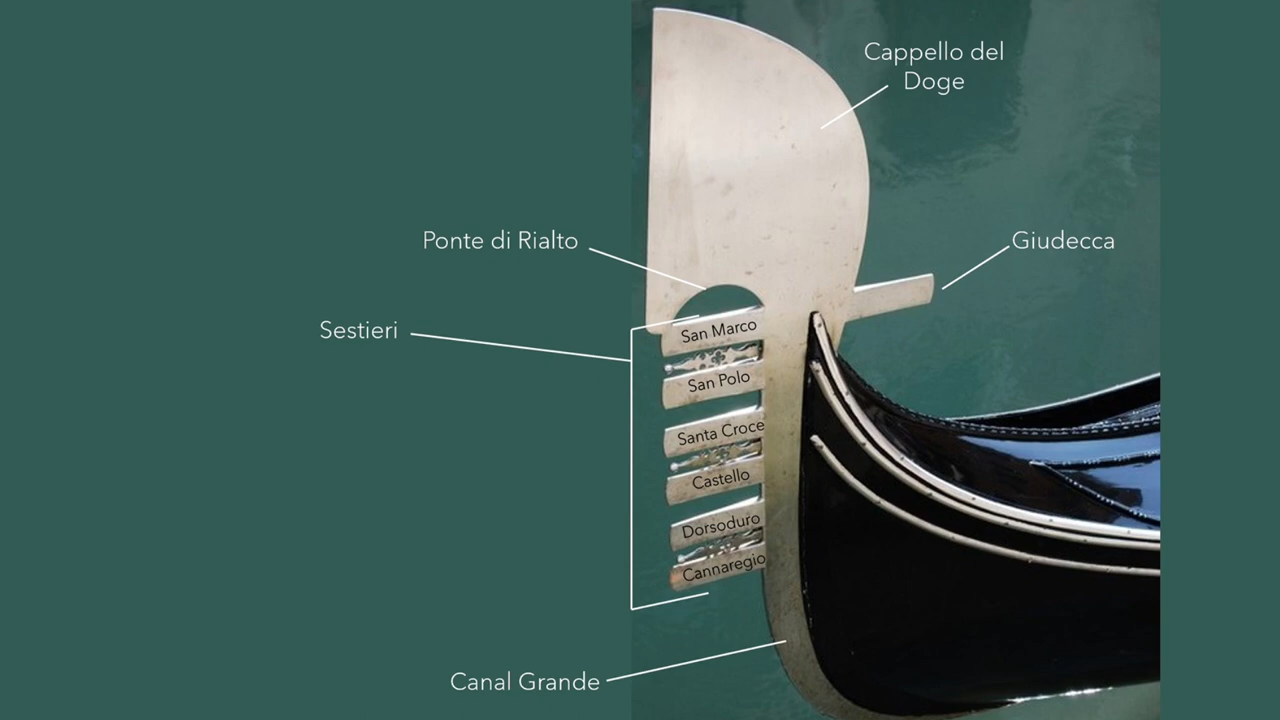 Cappello del
Doge
Ponte di Rialto
Giudecca
Sestieri
San Marco
San Polo
Santa Croce
Castello
Dorsoduro
Cannaregio
Canal Grande